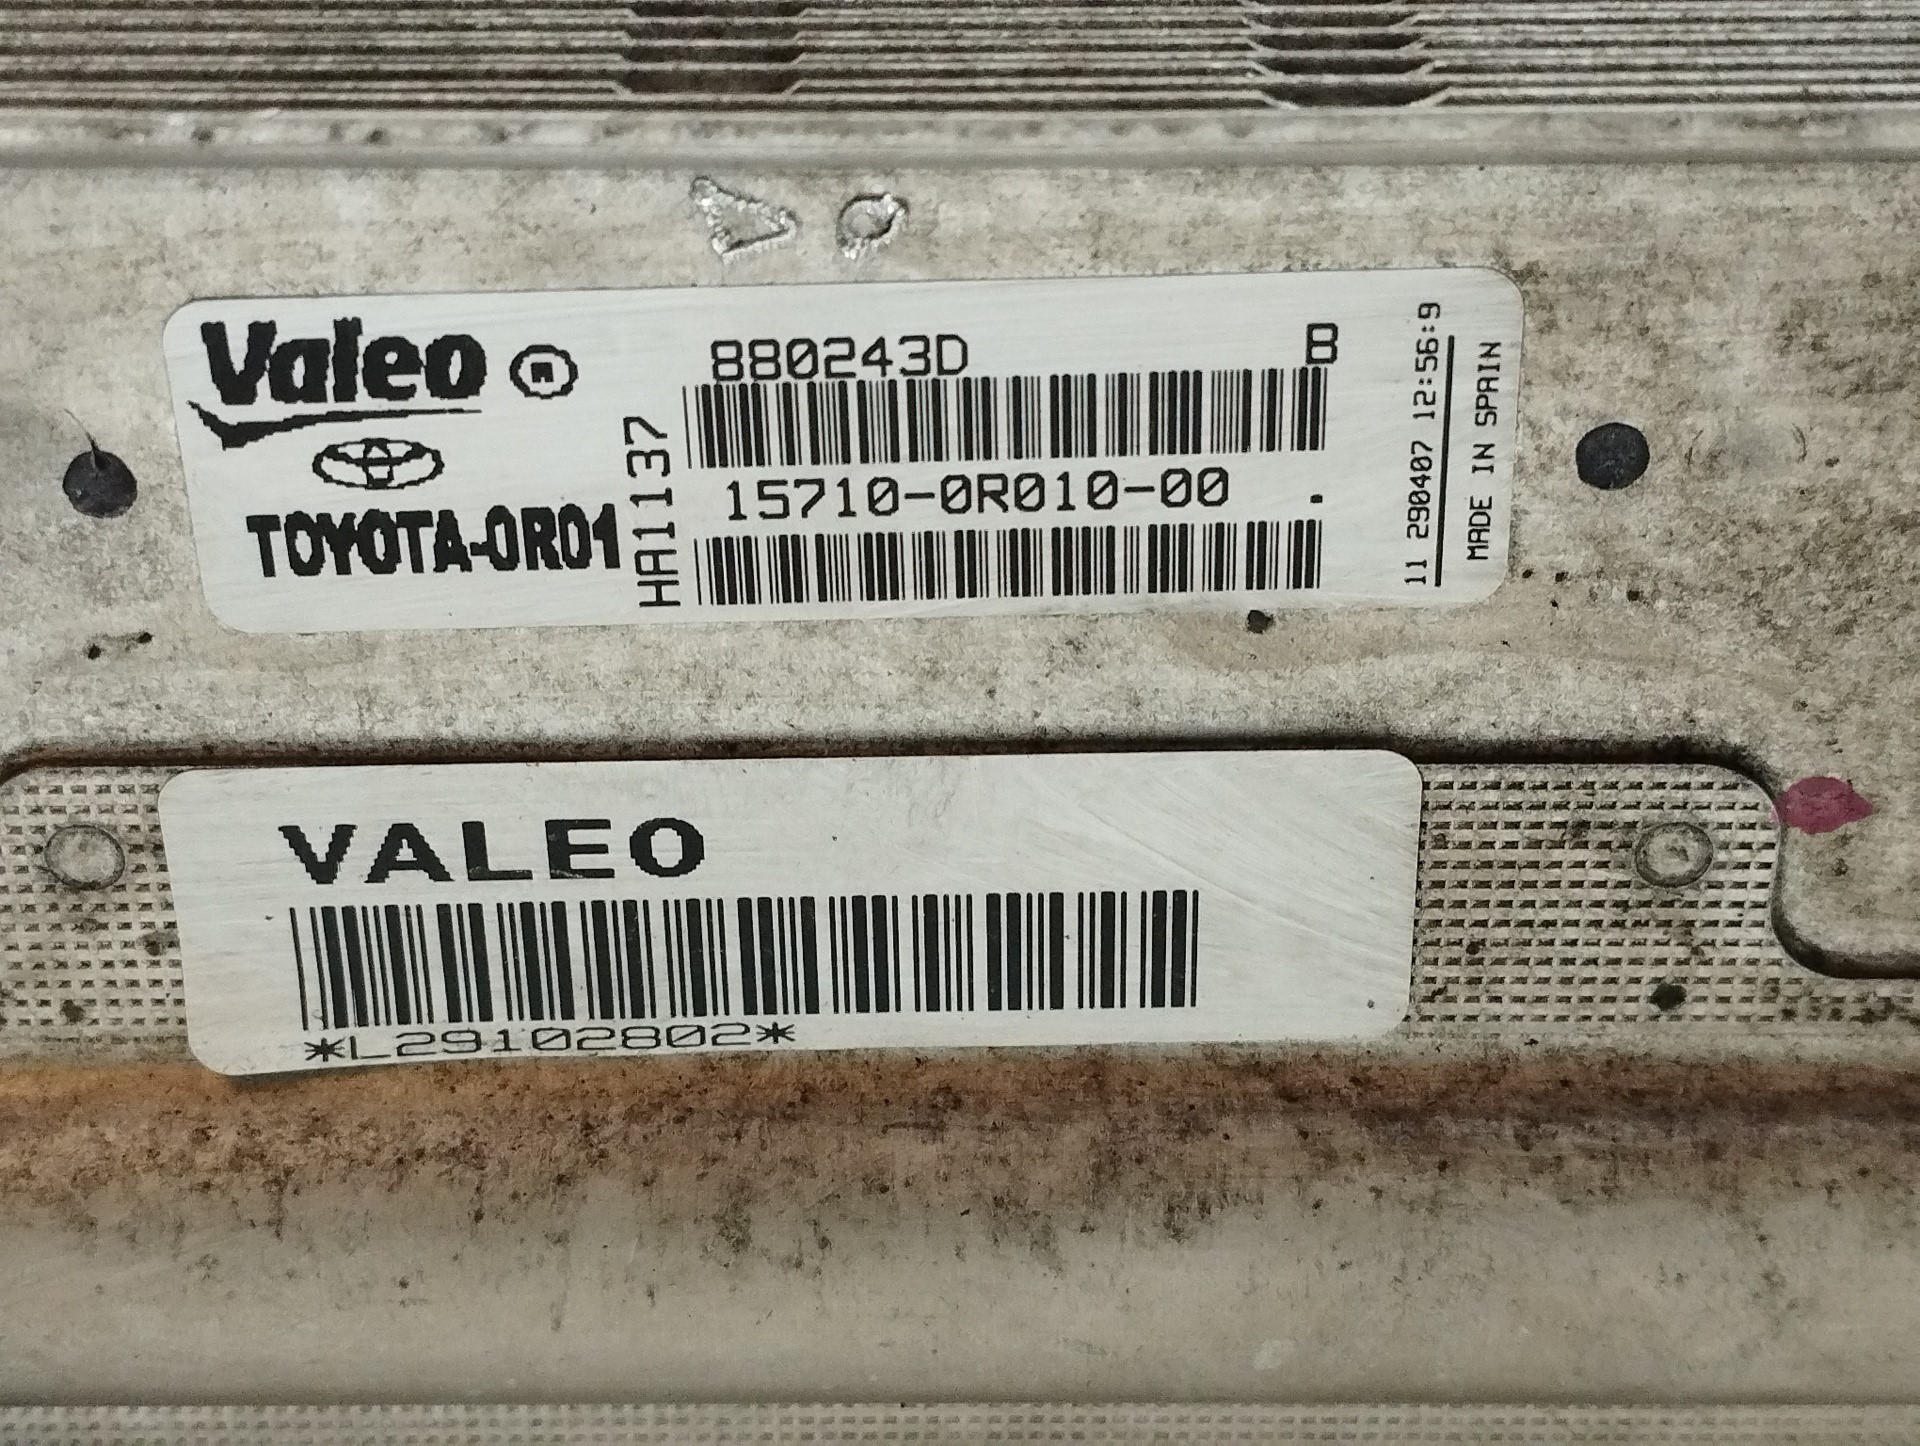 Valeo ®
TOYOTA-0R01
HA1137
880243D B
15710-0R010-00 .
11 290407 12:56:9
MADE IN SPAIN
VALEO
*L29102802*